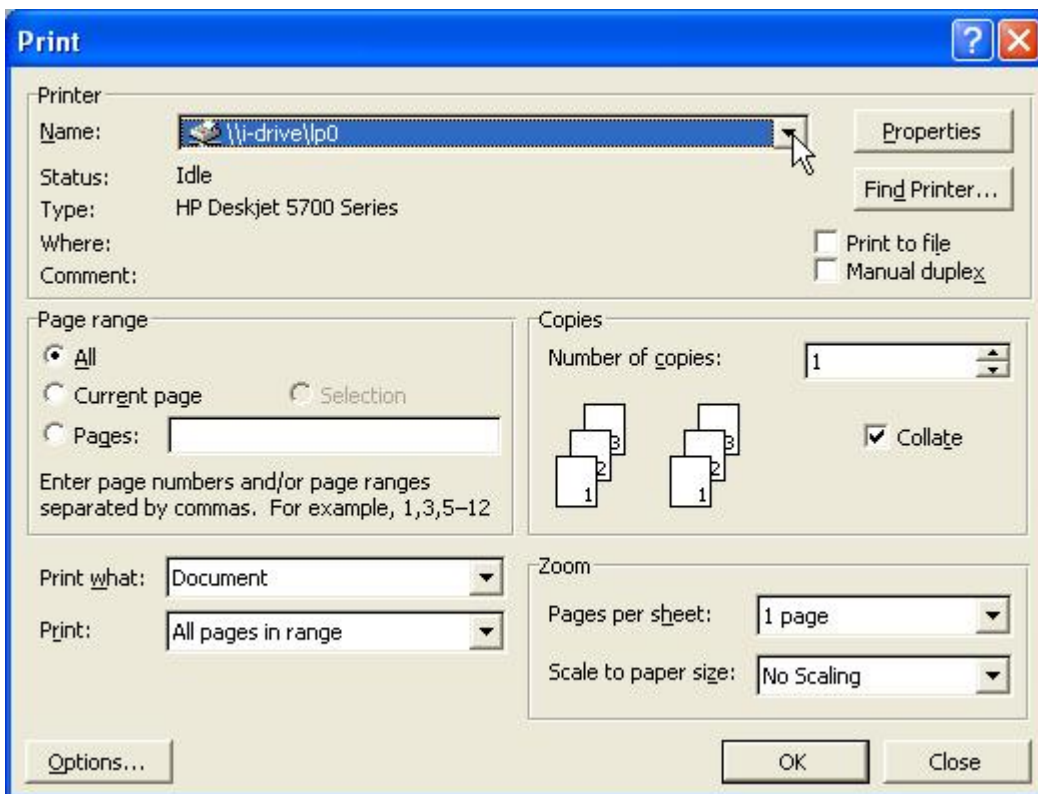 Print
Printer
Name: \\i-drive\lp0 Properties
Status: Idle
Find Printer...
Type: HP Deskjet 5700 Series
Where: Print to file
Comment: Manual duplex
Page range
All
Current page Selection
Pages:
Enter page numbers and/or page ranges
separated by commas. For example, 1,3,5–12
Copies
Number of copies: 1
3 3
2 2
1 1
Collate
Print what: Document
Print: All pages in range
Zoom
Pages per sheet: 1 page
Scale to paper size: No Scaling
Options... OK Close